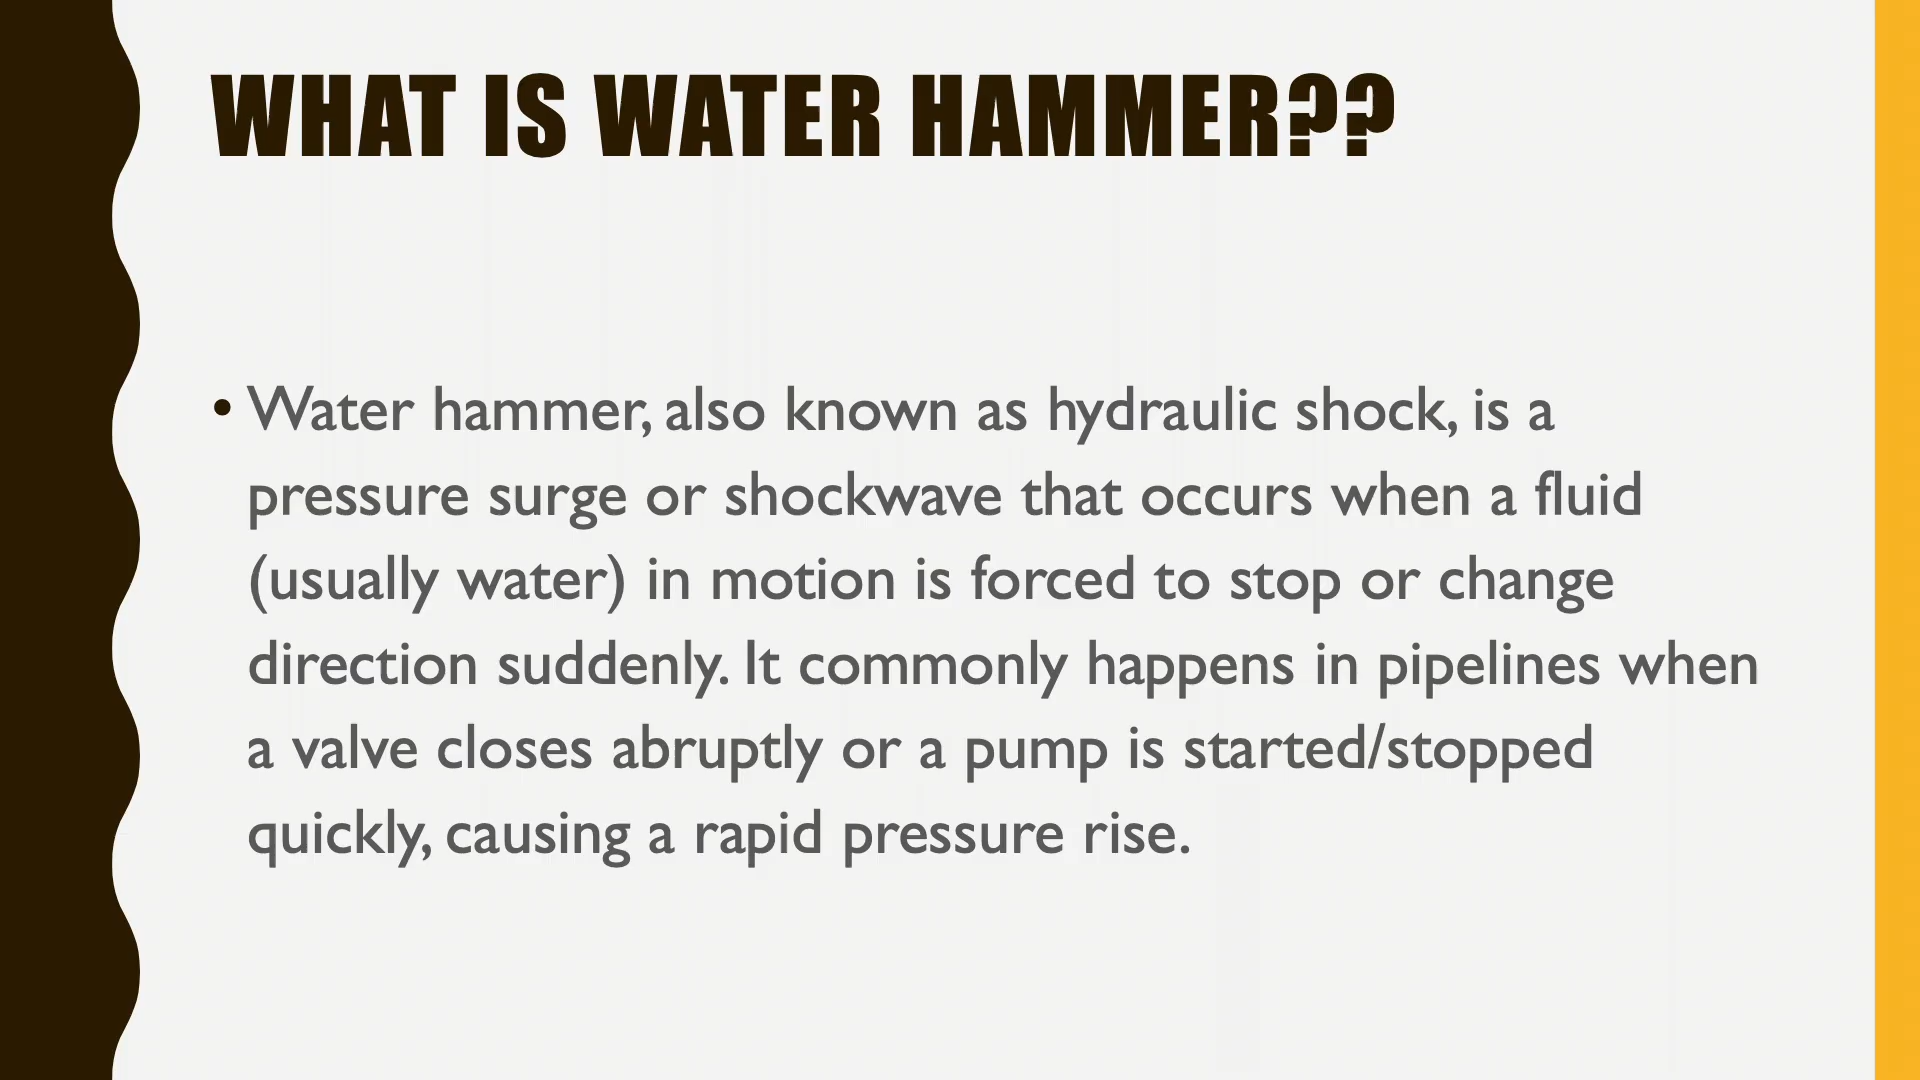 WHAT IS WATER HAMMER??
• Water hammer, also known as hydraulic shock, is a
pressure surge or shockwave that occurs when a fluid
(usually water) in motion is forced to stop or change
direction suddenly. It commonly happens in pipelines when
a valve closes abruptly or a pump is started/stopped
quickly, causing a rapid pressure rise.